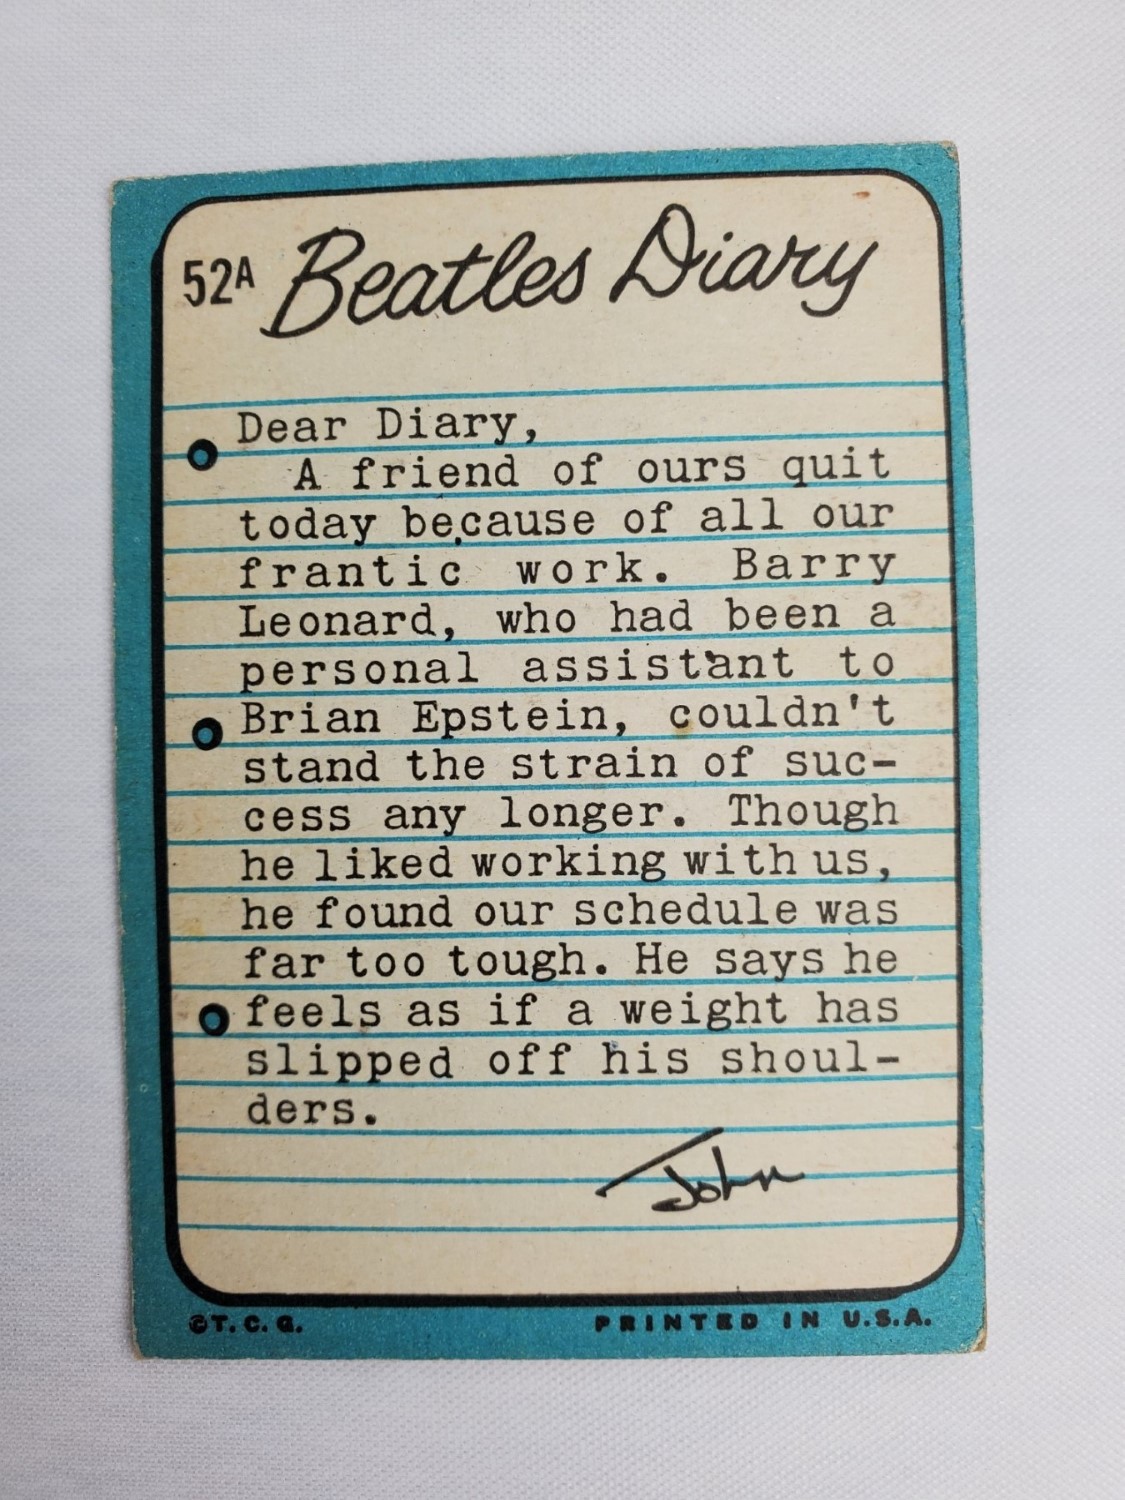 52A Beatles Diary
Dear Diary,
A friend of ours quit
today because of all our
frantic work. Barry
Leonard, who had been a
personal assistant to
Brian Epstein, couldn't
stand the strain of suc-
cess any longer. Though
he liked working with us,
he found our schedule was
far too tough. He says he
feels as if a weight has
slipped off his shoul-
ders.
John
©T.C.G. PRINTED IN U.S.A.